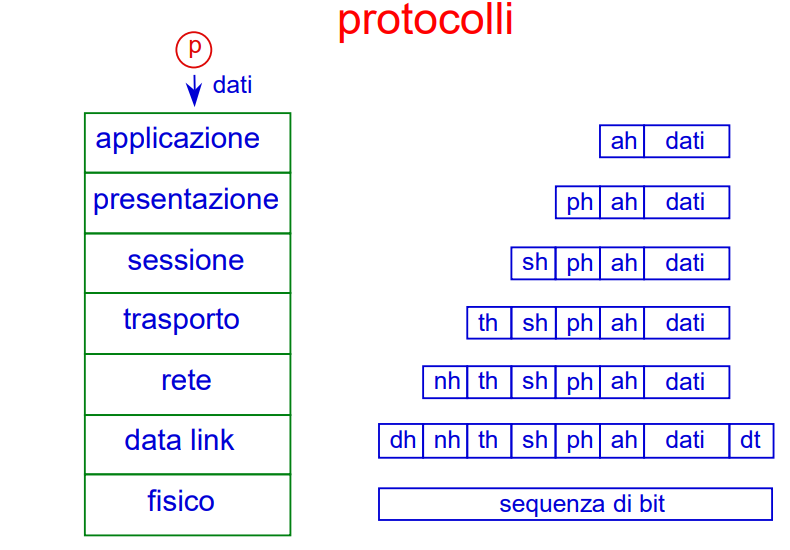 protocolli
p
dati
applicazione
ah dati
presentazione
ph ah dati
sessione
sh ph ah dati
trasporto
th sh ph ah dati
rete
nh th sh ph ah dati
data link
dh nh th sh ph ah dati dt
fisico
sequenza di bit